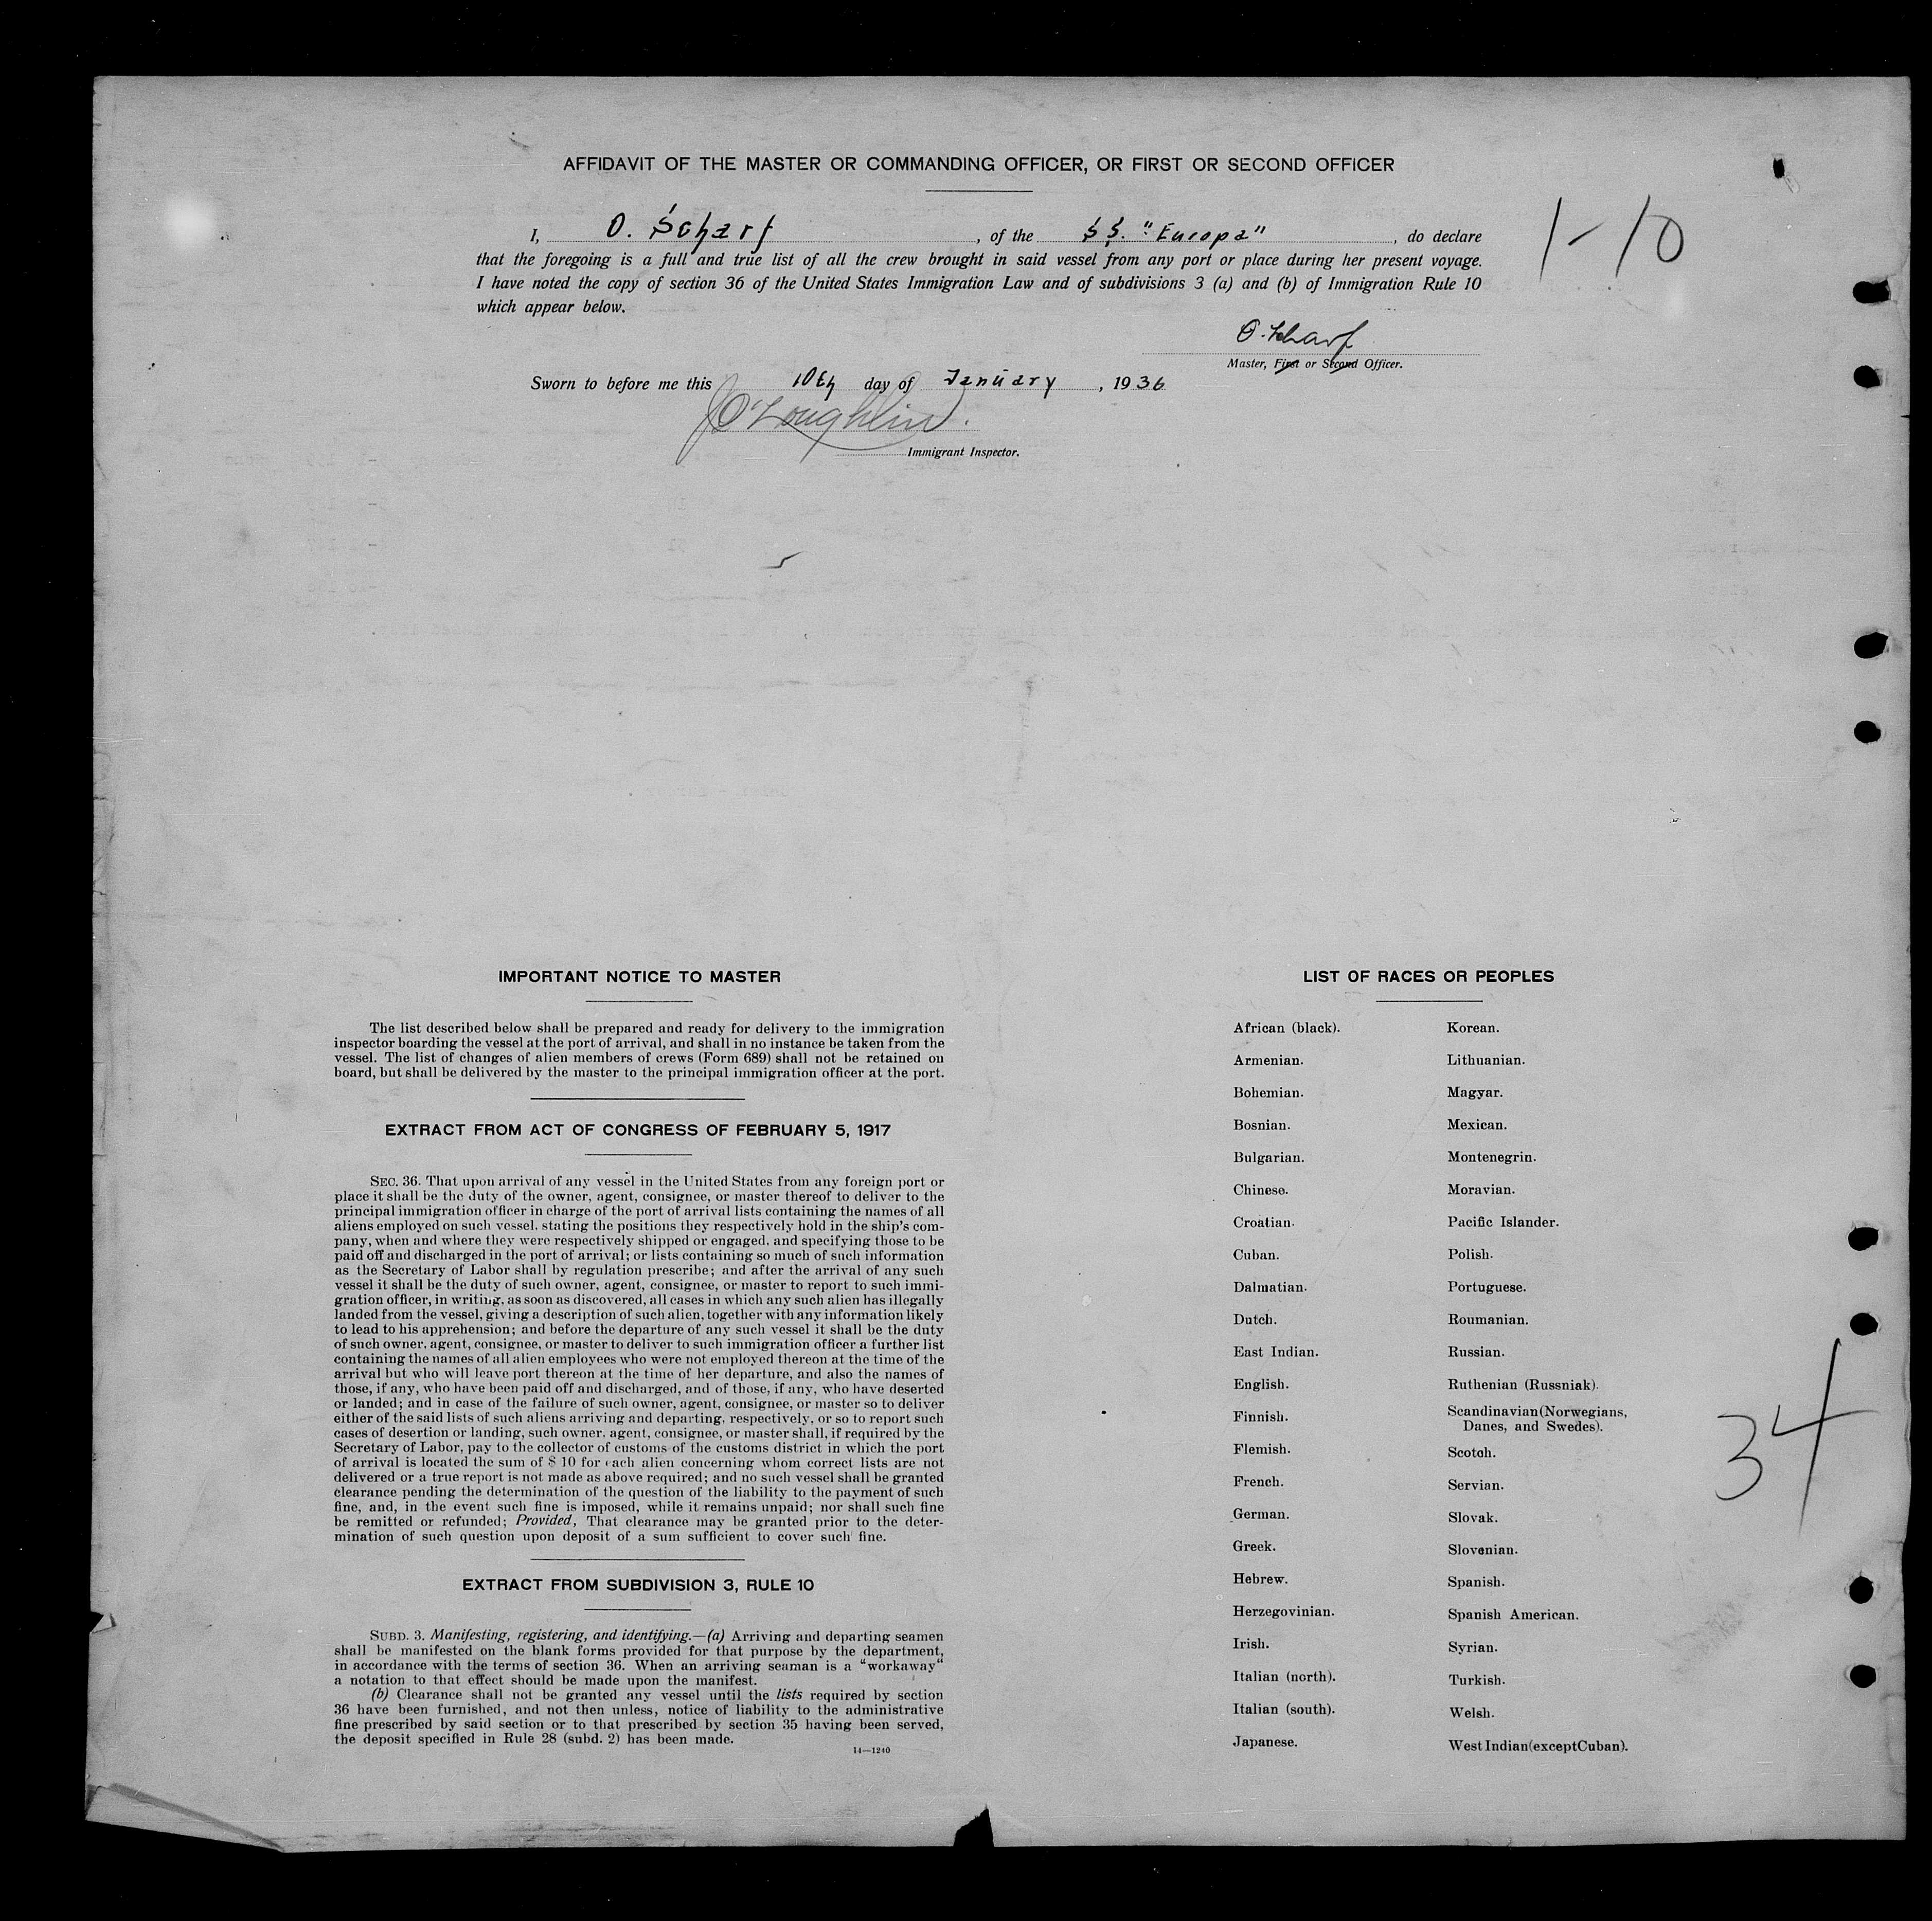 AFFIDAVIT OF THE MASTER OR COMMANDING OFFICER, OR FIRST OR SECOND OFFICER
I, O. Scharf, of the S.S. "Europa", do declare
that the foregoing is a full and true list of all the crew brought in said vessel from any port or place during her present voyage.
I have noted the copy of section 36 of the United States Immigration Law and of subdivisions 3 (a) and (b) of Immigration Rule 10
which appear below.
1-10
O. Scharf
Master, First or Second Officer.
Sworn to before me this 10th day of January, 1936
O'Loughlin.
Immigrant Inspector.
IMPORTANT NOTICE TO MASTER
The list described below shall be prepared and ready for delivery to the immigration
inspector boarding the vessel at the port of arrival, and shall in no instance be taken from the
vessel. The list of changes of alien members of crews (Form 689) shall not be retained on
board, but shall be delivered by the master to the principal immigration officer at the port.
EXTRACT FROM ACT OF CONGRESS OF FEBRUARY 5, 1917
SEC. 36. That upon arrival of any vessel in the United States from any foreign port or
place it shall be the duty of the owner, agent, consignee, or master thereof to deliver to the
principal immigration officer in charge of the port of arrival lists containing the names of all
aliens employed on such vessel, stating the positions they respectively hold in the ship's com-
pany, when and where they were respectively shipped or engaged, and specifying those to be
paid off and discharged in the port of arrival; or lists containing so much of such information
as the Secretary of Labor shall by regulation prescribe; and after the arrival of any such
vessel it shall be the duty of such owner, agent, consignee, or master to report to such immi-
gration officer, in writing, as soon as discovered, all cases in which any such alien has illegally
landed from the vessel, giving a description of such alien, together with any information likely
to lead to his apprehension; and before the departure of any such vessel it shall be the duty
of such owner, agent, consignee, or master to deliver to such immigration officer a further list
containing the names of all alien employees who were not employed thereon at the time of the
arrival but who will leave port thereon at the time of her departure, and also the names of
those, if any, who have been paid off and discharged, and of those, if any, who have deserted
or landed; and in case of the failure of such owner, agent, consignee, or master so to deliver
either of the said lists of such aliens arriving and departing, respectively, or so to report such
cases of desertion or landing, such owner, agent, consignee, or master shall, if required by the
Secretary of Labor, pay to the collector of customs of the customs district in which the port
of arrival is located the sum of $ 10 for each alien concerning whom correct lists are not
delivered or a true report is not made as above required; and no such vessel shall be granted
clearance pending the determination of the question of the liability to the payment of such
fine, and, in the event such fine is imposed, while it remains unpaid; nor shall such fine
be remitted or refunded; Provided, That clearance may be granted prior to the deter-
mination of such question upon deposit of a sum sufficient to cover such fine.
EXTRACT FROM SUBDIVISION 3, RULE 10
SUBD. 3. Manifesting, registering, and identifying.—(a) Arriving and departing seamen
shall be manifested on the blank forms provided for that purpose by the department,
in accordance with the terms of section 36. When an arriving seaman is a "workaway"
a notation to that effect should be made upon the manifest.
(b) Clearance shall not be granted any vessel until the lists required by section
36 have been furnished, and not then unless, notice of liability to the administrative
fine prescribed by said section or to that prescribed by section 35 having been served,
the deposit specified in Rule 28 (subd. 2) has been made.
14—1240
LIST OF RACES OR PEOPLES
African (black).
Armenian.
Bohemian.
Bosnian.
Bulgarian.
Chinese.
Croatian.
Cuban.
Dalmatian.
Dutch.
East Indian.
English.
Finnish.
Flemish.
French.
German.
Greek.
Hebrew.
Herzegovinian.
Irish.
Italian (north).
Italian (south).
Japanese.
Korean.
Lithuanian.
Magyar.
Mexican.
Montenegrin.
Moravian.
Pacific Islander.
Polish.
Portuguese.
Roumanian.
Russian.
Ruthenian (Russniak).
Scandinavian (Norwegians,
Danes, and Swedes).
Scotch.
Servian.
Slovak.
Slovenian.
Spanish.
Spanish American.
Syrian.
Turkish.
Welsh.
West Indian (except Cuban).
34